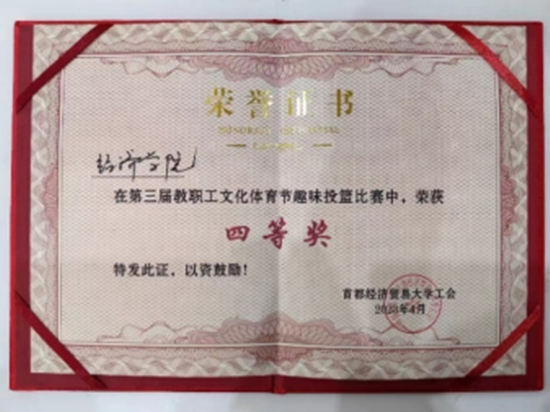 荣誉证书
经济学院
在第三届教职工文化体育节趣味投篮比赛中，荣获
四等奖
特发此证，以资鼓励！
首都经济贸易大学工会